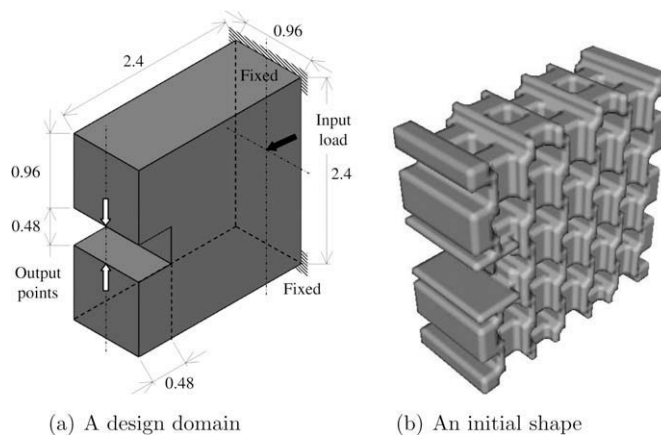 0.96
2.4
Fixed
Input
load
0.96
2.4
0.48
Output
points
Fixed
0.48
(a) A design domain
(b) An initial shape